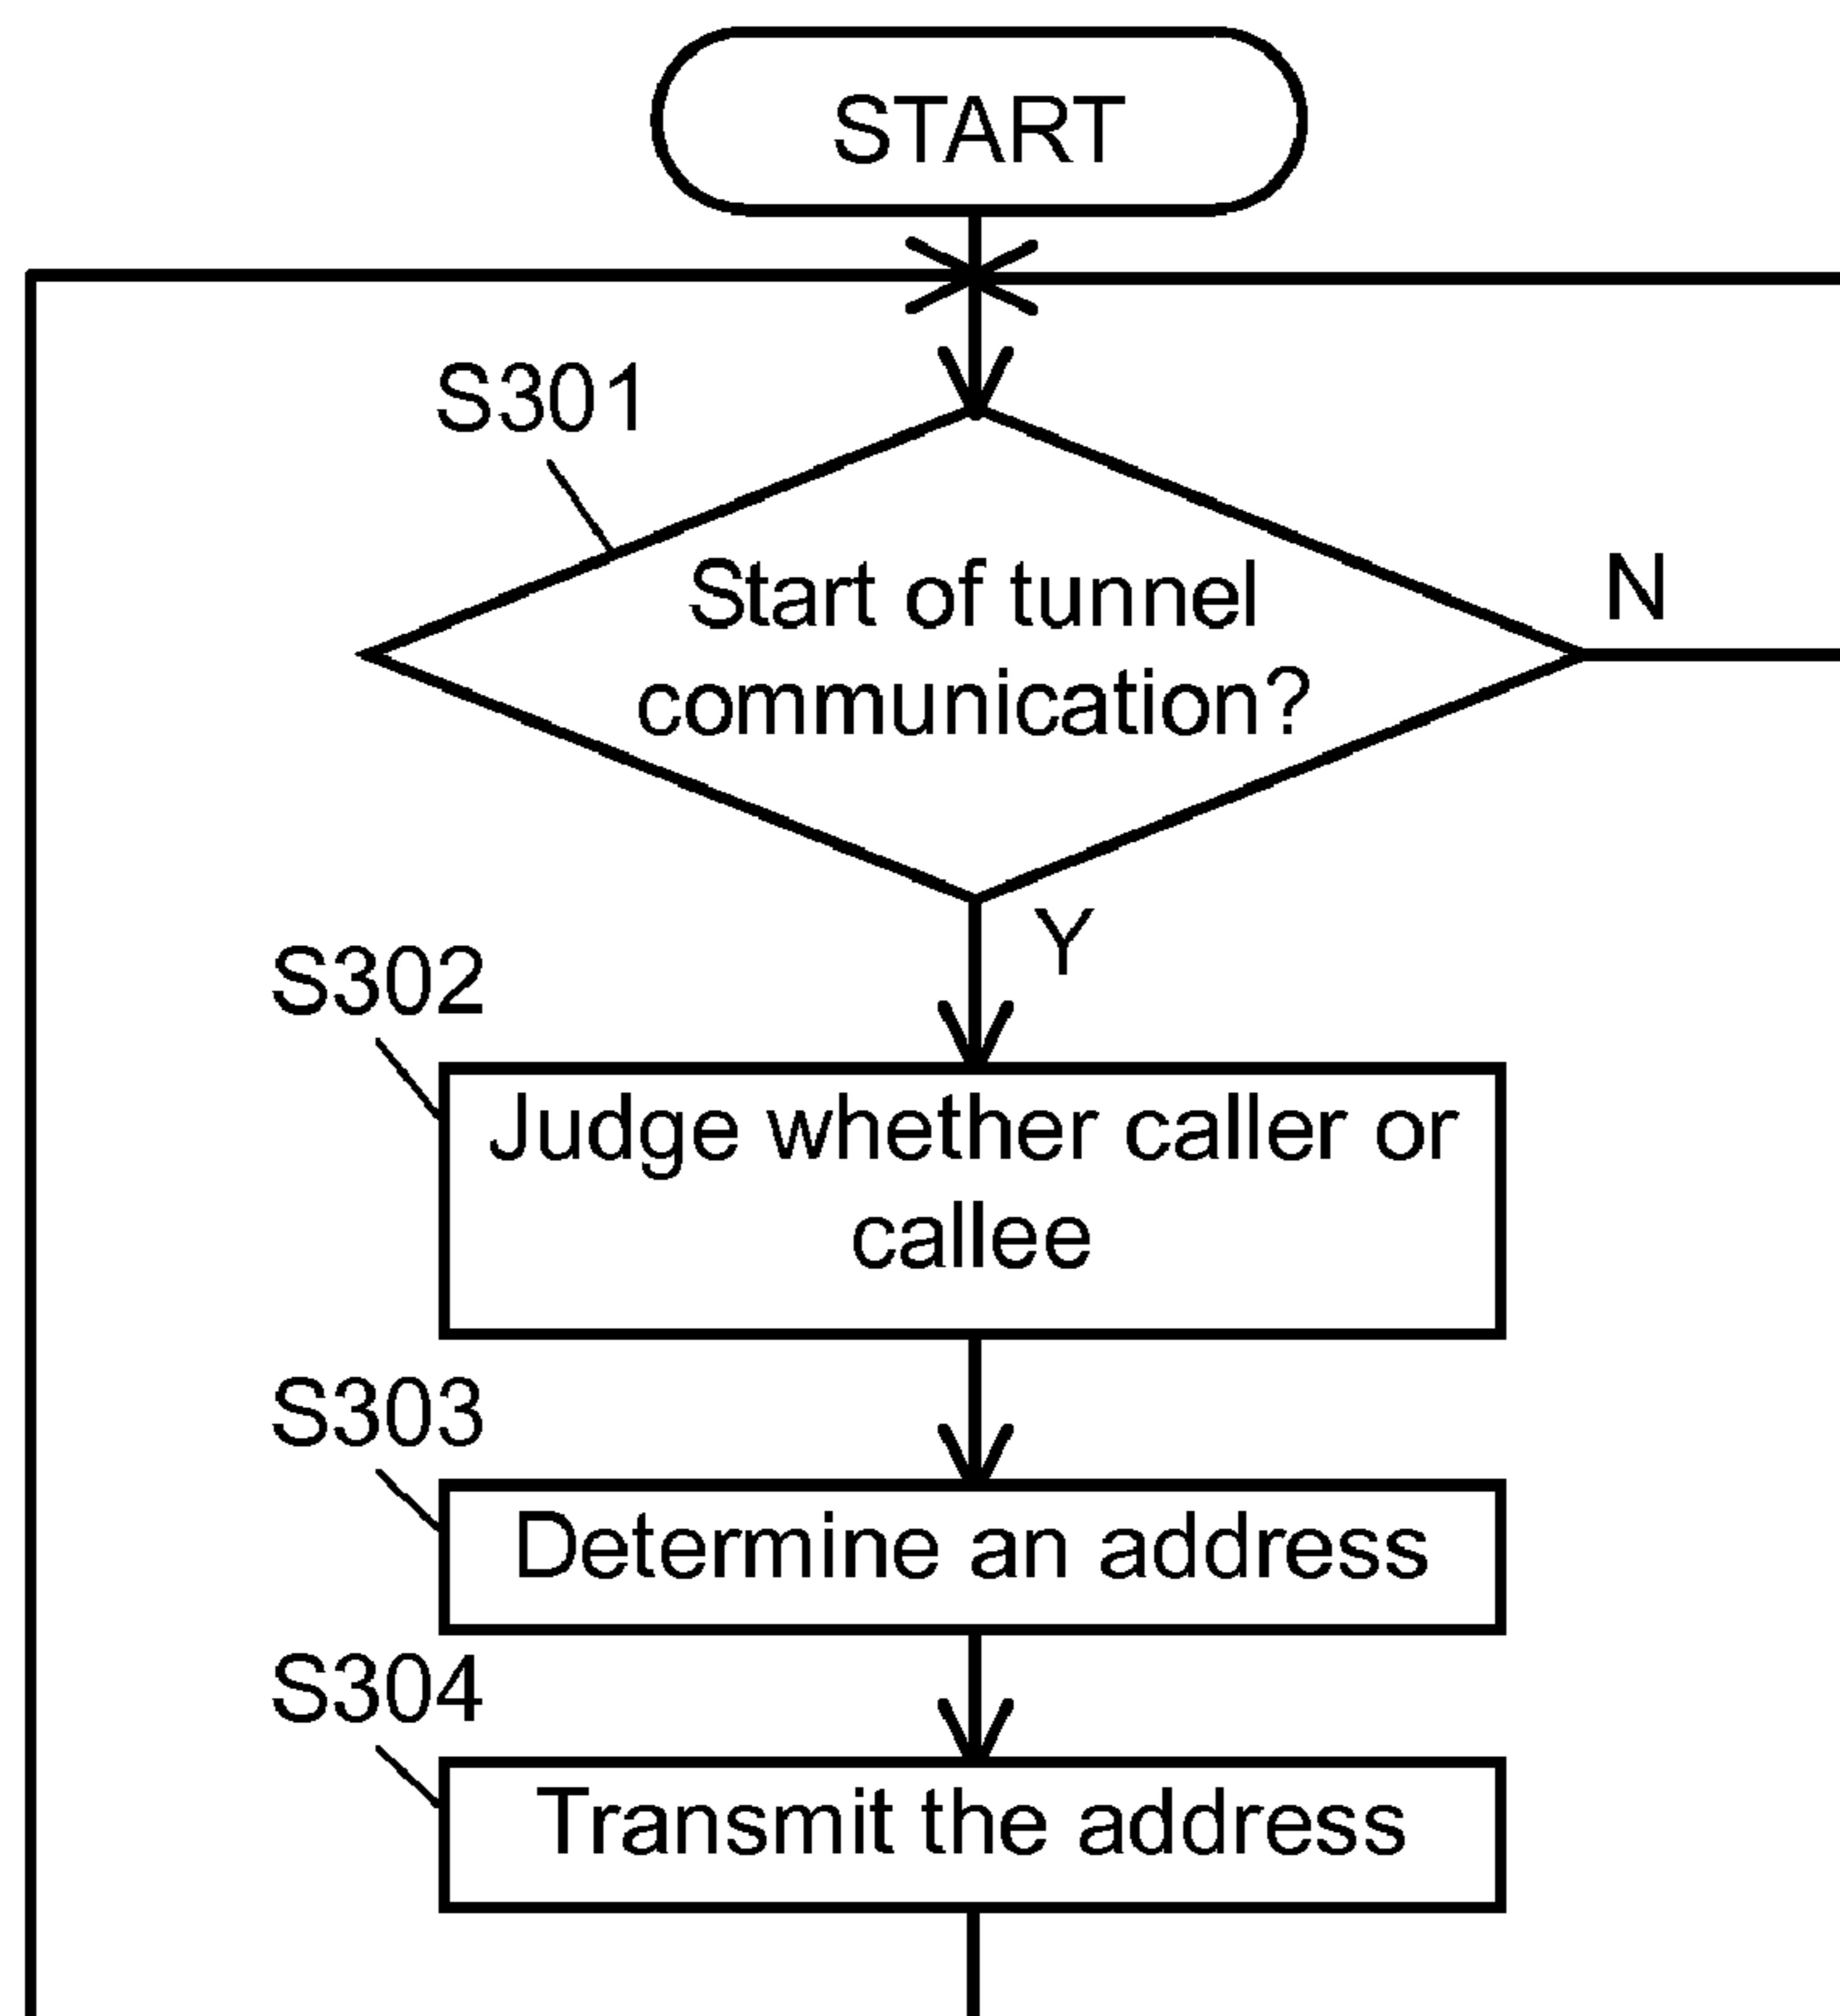 START
S301
Start of tunnel
communication?
N
Y
S302
Judge whether caller or
callee
S303
Determine an address
S304
Transmit the address